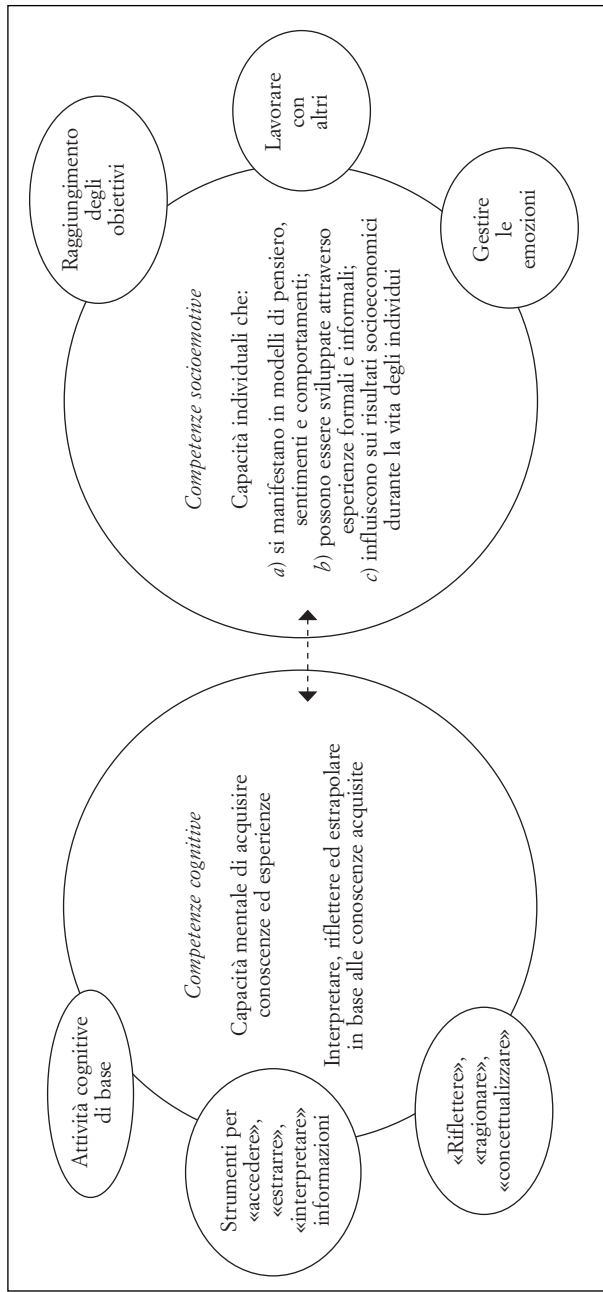 Attività cognitive
di base
Strumenti per
«accedere»,
«estrarre»,
«interpretare»
informazioni
«Riflettere»,
«ragionare»,
«concettualizzare»
Competenze cognitive
Capacità mentale di acquisire
conoscenze ed esperienze
Interpretare, riflettere ed estrapolare
in base alle conoscenze acquisite
Competenze socioemotive
Capacità individuali che:
a) si manifestano in modelli di pensiero,
sentimenti e comportamenti;
b) possono essere sviluppate attraverso
esperienze formali e informali;
c) influiscono sui risultati socioeconomici
durante la vita degli individui
Raggiungimento
degli
obiettivi
Lavorare
con
altri
Gestire
le
emozioni